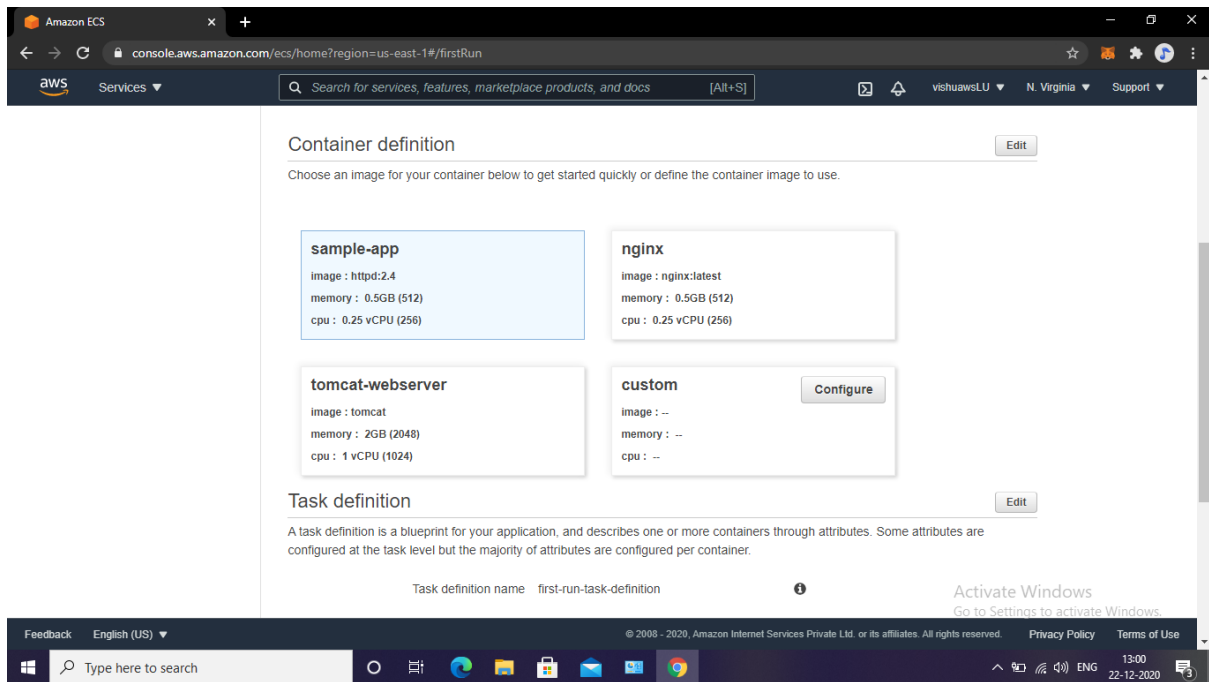 Amazon ECS
console.aws.amazon.com/ecs/home?region=us-east-1#/firstRun
aws Services Search for services, features, marketplace products, and docs [Alt+S] vishuawsLU N. Virginia Support
Container definition Edit
Choose an image for your container below to get started quickly or define the container image to use.
sample-app
image : httpd:2.4
memory : 0.5GB (512)
cpu : 0.25 vCPU (256)
nginx
image : nginx:latest
memory : 0.5GB (512)
cpu : 0.25 vCPU (256)
tomcat-webserver
image : tomcat
memory : 2GB (2048)
cpu : 1 vCPU (1024)
custom Configure
image : --
memory : --
cpu : --
Task definition Edit
A task definition is a blueprint for your application, and describes one or more containers through attributes. Some attributes are
configured at the task level but the majority of attributes are configured per container.
Task definition name first-run-task-definition
Activate Windows
Go to Settings to activate Windows.
Feedback English (US) © 2008 - 2020, Amazon Internet Services Private Ltd. or its affiliates. All rights reserved. Privacy Policy Terms of Use
Type here to search ENG 13:00
22-12-2020 3